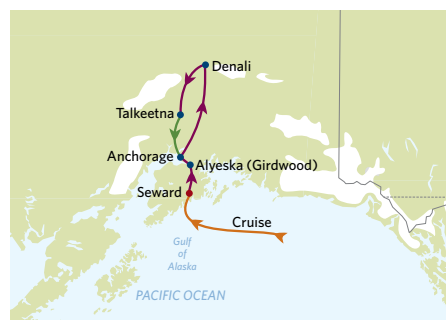 Denali
Talkeetna
Anchorage
Alyeska (Girdwood)
Seward
Cruise
Gulf
of
Alaska
PACIFIC OCEAN